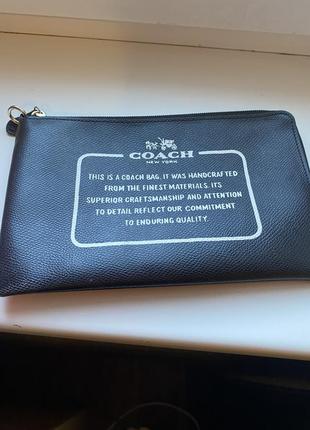 COACH
NEW YORK
THIS IS A COACH BAG. IT WAS HANDCRAFTED
FROM THE FINEST MATERIALS. ITS
SUPERIOR CRAFTSMANSHIP AND ATTENTION
TO DETAIL REFLECT OUR COMMITMENT
TO ENDURING QUALITY.